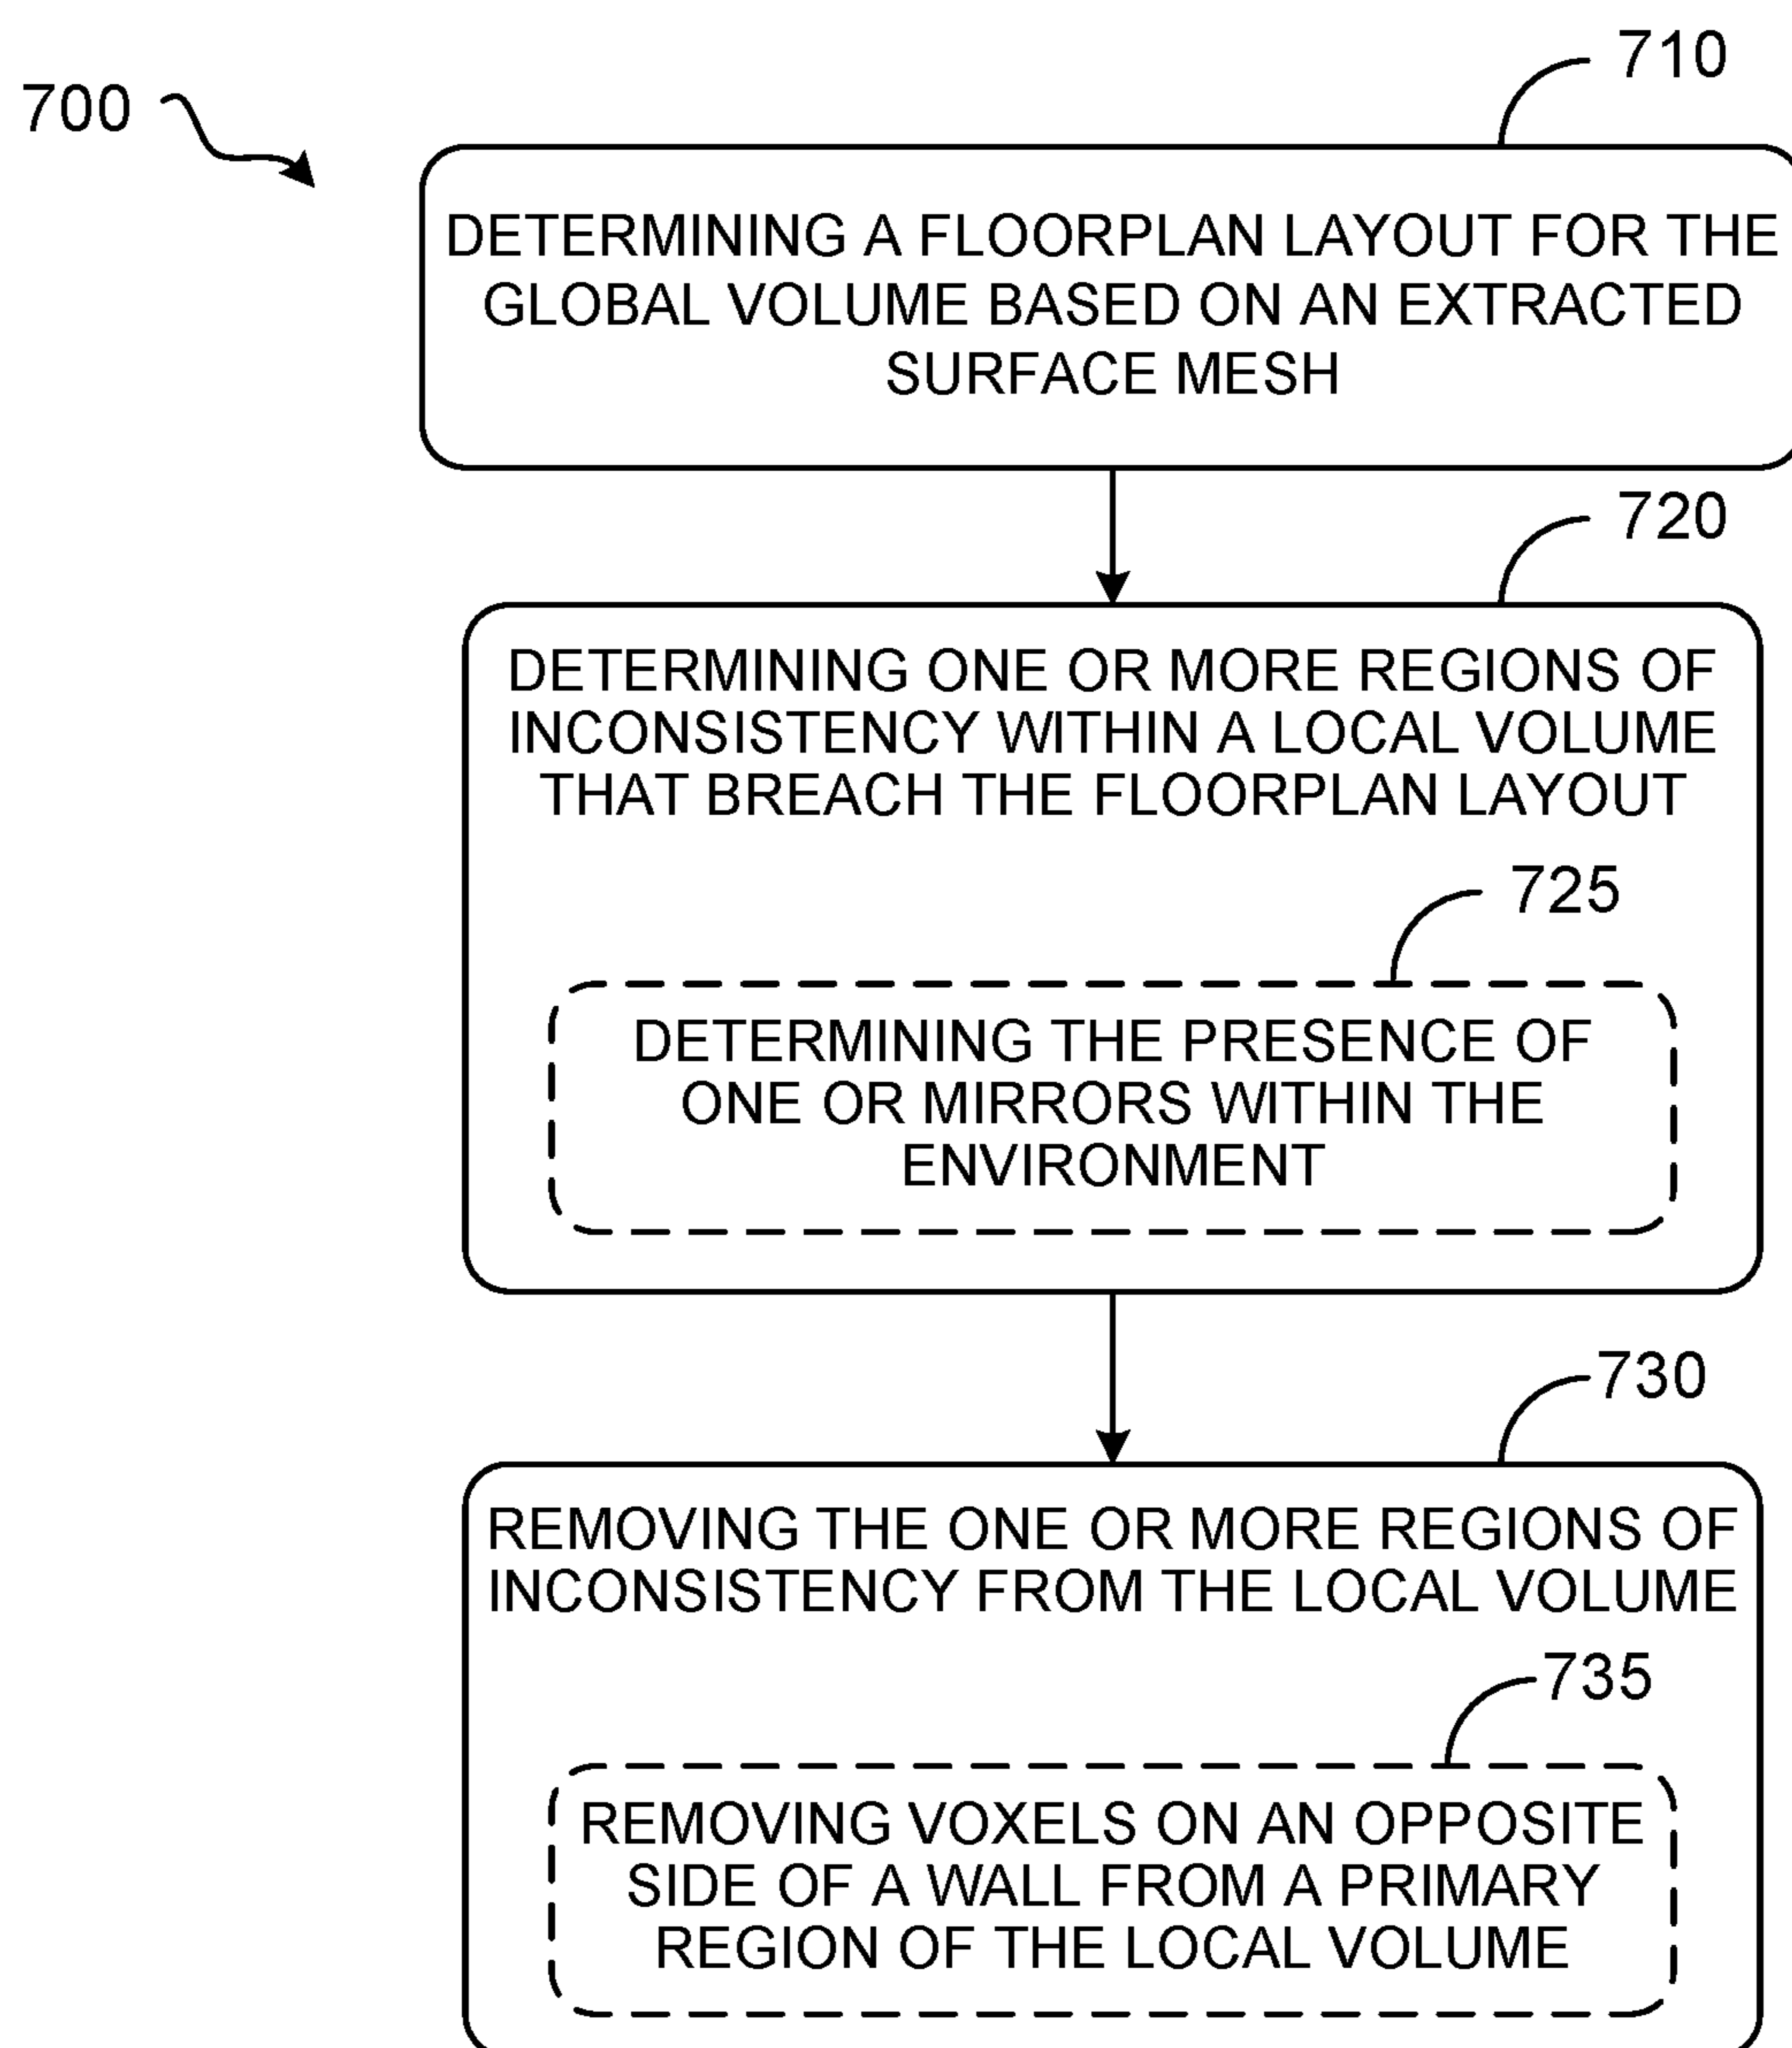 710
700
DETERMINING A FLOORPLAN LAYOUT FOR THE
GLOBAL VOLUME BASED ON AN EXTRACTED
SURFACE MESH
720
DETERMINING ONE OR MORE REGIONS OF
INCONSISTENCY WITHIN A LOCAL VOLUME
THAT BREACH THE FLOORPLAN LAYOUT
725
DETERMINING THE PRESENCE OF
ONE OR MIRRORS WITHIN THE
ENVIRONMENT
730
REMOVING THE ONE OR MORE REGIONS OF
INCONSISTENCY FROM THE LOCAL VOLUME
735
REMOVING VOXELS ON AN OPPOSITE
SIDE OF A WALL FROM A PRIMARY
REGION OF THE LOCAL VOLUME